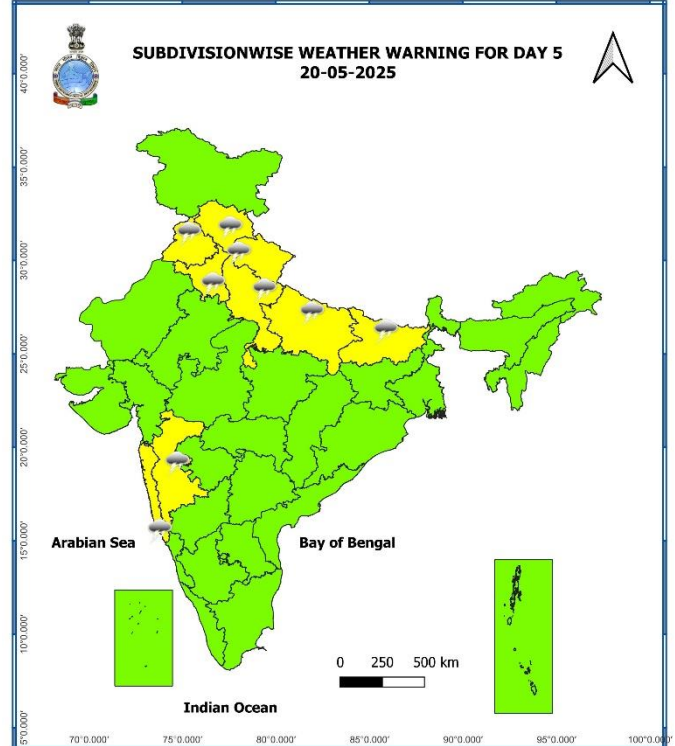 SUBDIVISIONWISE WEATHER WARNING FOR DAY 5
20-05-2025
40°0.000'
35°0.000'
30°0.000'
25°0.000'
20°0.000'
15°0.000'
10°0.000'
5°0.000'
Arabian Sea
Bay of Bengal
0 250 500 km
Indian Ocean
70°0.000' 75°0.000' 80°0.000' 85°0.000' 90°0.000' 95°0.000' 100°0.000'